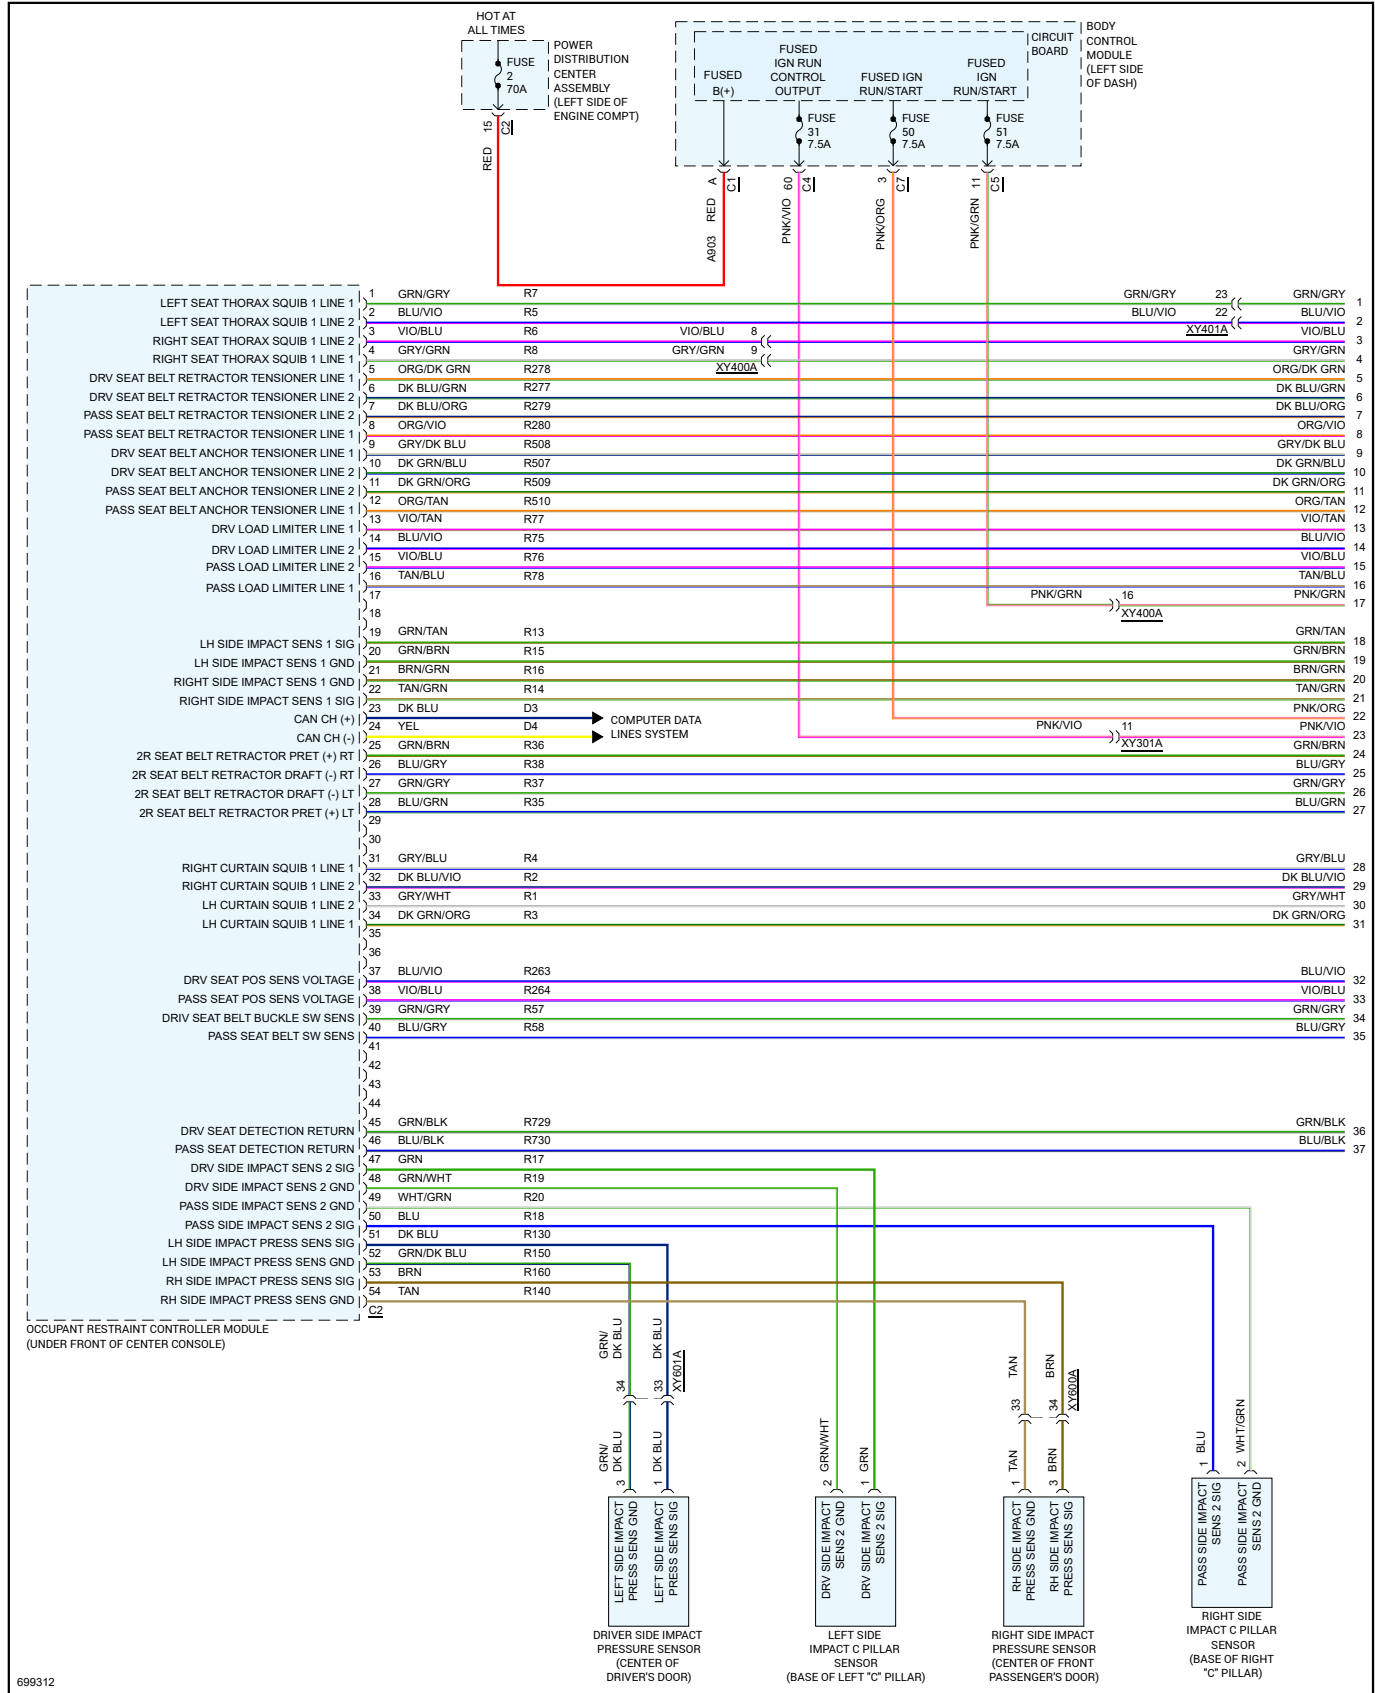 HOT AT
ALL TIMES
FUSE
2
70A
POWER
DISTRIBUTION
CENTER
ASSEMBLY
(LEFT SIDE OF
ENGINE COMPT)
15
C2
RED
FUSED
B(+)
FUSED
IGN RUN
CONTROL
OUTPUT
FUSED IGN
RUN/START
FUSED
IGN
RUN/START
CIRCUIT
BOARD
BODY
CONTROL
MODULE
(LEFT SIDE
OF DASH)
FUSE
31
7.5A
FUSE
50
7.5A
FUSE
51
7.5A
A
C1
60
C4
3
C7
11
C5
A903 RED
PNK/VIO
PNK/ORG
PNK/GRN
LEFT SEAT THORAX SQUIB 1 LINE 1 1 GRN/GRY R7 GRN/GRY 23 GRN/GRY 1
LEFT SEAT THORAX SQUIB 1 LINE 2 2 BLU/VIO R5 BLU/VIO 22 BLU/VIO 2
XY401A
RIGHT SEAT THORAX SQUIB 1 LINE 2 3 VIO/BLU R6 VIO/BLU 8 VIO/BLU 3
RIGHT SEAT THORAX SQUIB 1 LINE 1 4 GRY/GRN R8 GRY/GRN 9 GRY/GRN 4
XY400A
DRV SEAT BELT RETRACTOR TENSIONER LINE 1 5 ORG/DK GRN R278 ORG/DK GRN 5
DRV SEAT BELT RETRACTOR TENSIONER LINE 2 6 DK BLU/GRN R277 DK BLU/GRN 6
PASS SEAT BELT RETRACTOR TENSIONER LINE 2 7 DK BLU/ORG R279 DK BLU/ORG 7
PASS SEAT BELT RETRACTOR TENSIONER LINE 1 8 ORG/VIO R280 ORG/VIO 8
DRV SEAT BELT ANCHOR TENSIONER LINE 1 9 GRY/DK BLU R508 GRY/DK BLU 9
DRV SEAT BELT ANCHOR TENSIONER LINE 2 10 DK GRN/BLU R507 DK GRN/BLU 10
PASS SEAT BELT ANCHOR TENSIONER LINE 2 11 DK GRN/ORG R509 DK GRN/ORG 11
PASS SEAT BELT ANCHOR TENSIONER LINE 1 12 ORG/TAN R510 ORG/TAN 12
DRV LOAD LIMITER LINE 1 13 VIO/TAN R77 VIO/TAN 13
DRV LOAD LIMITER LINE 2 14 BLU/VIO R75 BLU/VIO 14
PASS LOAD LIMITER LINE 2 15 VIO/BLU R76 VIO/BLU 15
PASS LOAD LIMITER LINE 1 16 TAN/BLU R78 TAN/BLU 16
17 PNK/GRN 16 PNK/GRN 17
XY400A
18
LH SIDE IMPACT SENS 1 SIG 19 GRN/TAN R13 GRN/TAN 18
LH SIDE IMPACT SENS 1 GND 20 GRN/BRN R15 GRN/BRN 19
RIGHT SIDE IMPACT SENS 1 GND 21 BRN/GRN R16 BRN/GRN 20
RIGHT SIDE IMPACT SENS 1 SIG 22 TAN/GRN R14 TAN/GRN 21
CAN CH (+) 23 DK BLU D3 COMPUTER DATA PNK/ORG 22
CAN CH (-) 24 YEL D4 LINES SYSTEM PNK/VIO 11 PNK/VIO 23
XY301A
2R SEAT BELT RETRACTOR PRET (+) RT 25 GRN/BRN R36 GRN/BRN 24
2R SEAT BELT RETRACTOR DRAFT (-) RT 26 BLU/GRY R38 BLU/GRY 25
2R SEAT BELT RETRACTOR DRAFT (-) LT 27 GRN/GRY R37 GRN/GRY 26
2R SEAT BELT RETRACTOR PRET (+) LT 28 BLU/GRN R35 BLU/GRN 27
29
30
RIGHT CURTAIN SQUIB 1 LINE 1 31 GRY/BLU R4 GRY/BLU 28
RIGHT CURTAIN SQUIB 1 LINE 2 32 DK BLU/VIO R2 DK BLU/VIO 29
LH CURTAIN SQUIB 1 LINE 2 33 GRY/WHT R1 GRY/WHT 30
LH CURTAIN SQUIB 1 LINE 1 34 DK GRN/ORG R3 DK GRN/ORG 31
35
36
DRV SEAT POS SENS VOLTAGE 37 BLU/VIO R263 BLU/VIO 32
PASS SEAT POS SENS VOLTAGE 38 VIO/BLU R264 VIO/BLU 33
DRIV SEAT BELT BUCKLE SW SENS 39 GRN/GRY R57 GRN/GRY 34
PASS SEAT BELT SW SENS 40 BLU/GRY R58 BLU/GRY 35
41
42
43
44
DRV SEAT DETECTION RETURN 45 GRN/BLK R729 GRN/BLK 36
PASS SEAT DETECTION RETURN 46 BLU/BLK R730 BLU/BLK 37
DRV SIDE IMPACT SENS 2 SIG 47 GRN R17
DRV SIDE IMPACT SENS 2 GND 48 GRN/WHT R19
PASS SIDE IMPACT SENS 2 GND 49 WHT/GRN R20
PASS SIDE IMPACT SENS 2 SIG 50 BLU R18
LH SIDE IMPACT PRESS SENS SIG 51 DK BLU R130
LH SIDE IMPACT PRESS SENS GND 52 GRN/DK BLU R150
RH SIDE IMPACT PRESS SENS SIG 53 BRN R160
RH SIDE IMPACT PRESS SENS GND 54 TAN R140
C2
OCCUPANT RESTRAINT CONTROLLER MODULE
(UNDER FRONT OF CENTER CONSOLE)
GRN/
DK BLU
DK BLU
34
33
XY601A
GRN/
DK BLU
DK BLU
3
1
LEFT SIDE IMPACT
PRESS SENS GND
LEFT SIDE IMPACT
PRESS SENS SIG
DRIVER SIDE IMPACT
PRESSURE SENSOR
(CENTER OF
DRIVER'S DOOR)
GRN/WHT
GRN
2
1
DRV SIDE IMPACT
SENS 2 GND
DRV SIDE IMPACT
SENS 2 SIG
LEFT SIDE
IMPACT C PILLAR
SENSOR
(BASE OF LEFT "C" PILLAR)
TAN
BRN
33
34
XY600A
TAN
BRN
1
3
RH SIDE IMPACT
PRESS SENS GND
RH SIDE IMPACT
PRESS SENS SIG
RIGHT SIDE IMPACT
PRESSURE SENSOR
(CENTER OF FRONT
PASSENGER'S DOOR)
BLU
WHT/GRN
1
2
PASS SIDE IMPACT
SENS 2 SIG
PASS SIDE IMPACT
SENS 2 GND
RIGHT SIDE
IMPACT C PILLAR
SENSOR
(BASE OF RIGHT
"C" PILLAR)
699312